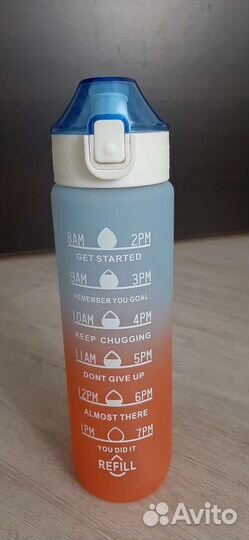 8AM 2PM
GET STARTED
9AM 3PM
REMEMBER YOU GOAL
10AM 4PM
KEEP CHUGGING
11AM 5PM
DONT GIVE UP
12PM 6PM
ALMOST THERE
1PM 7PM
YOU DID IT
REFILL
Avito